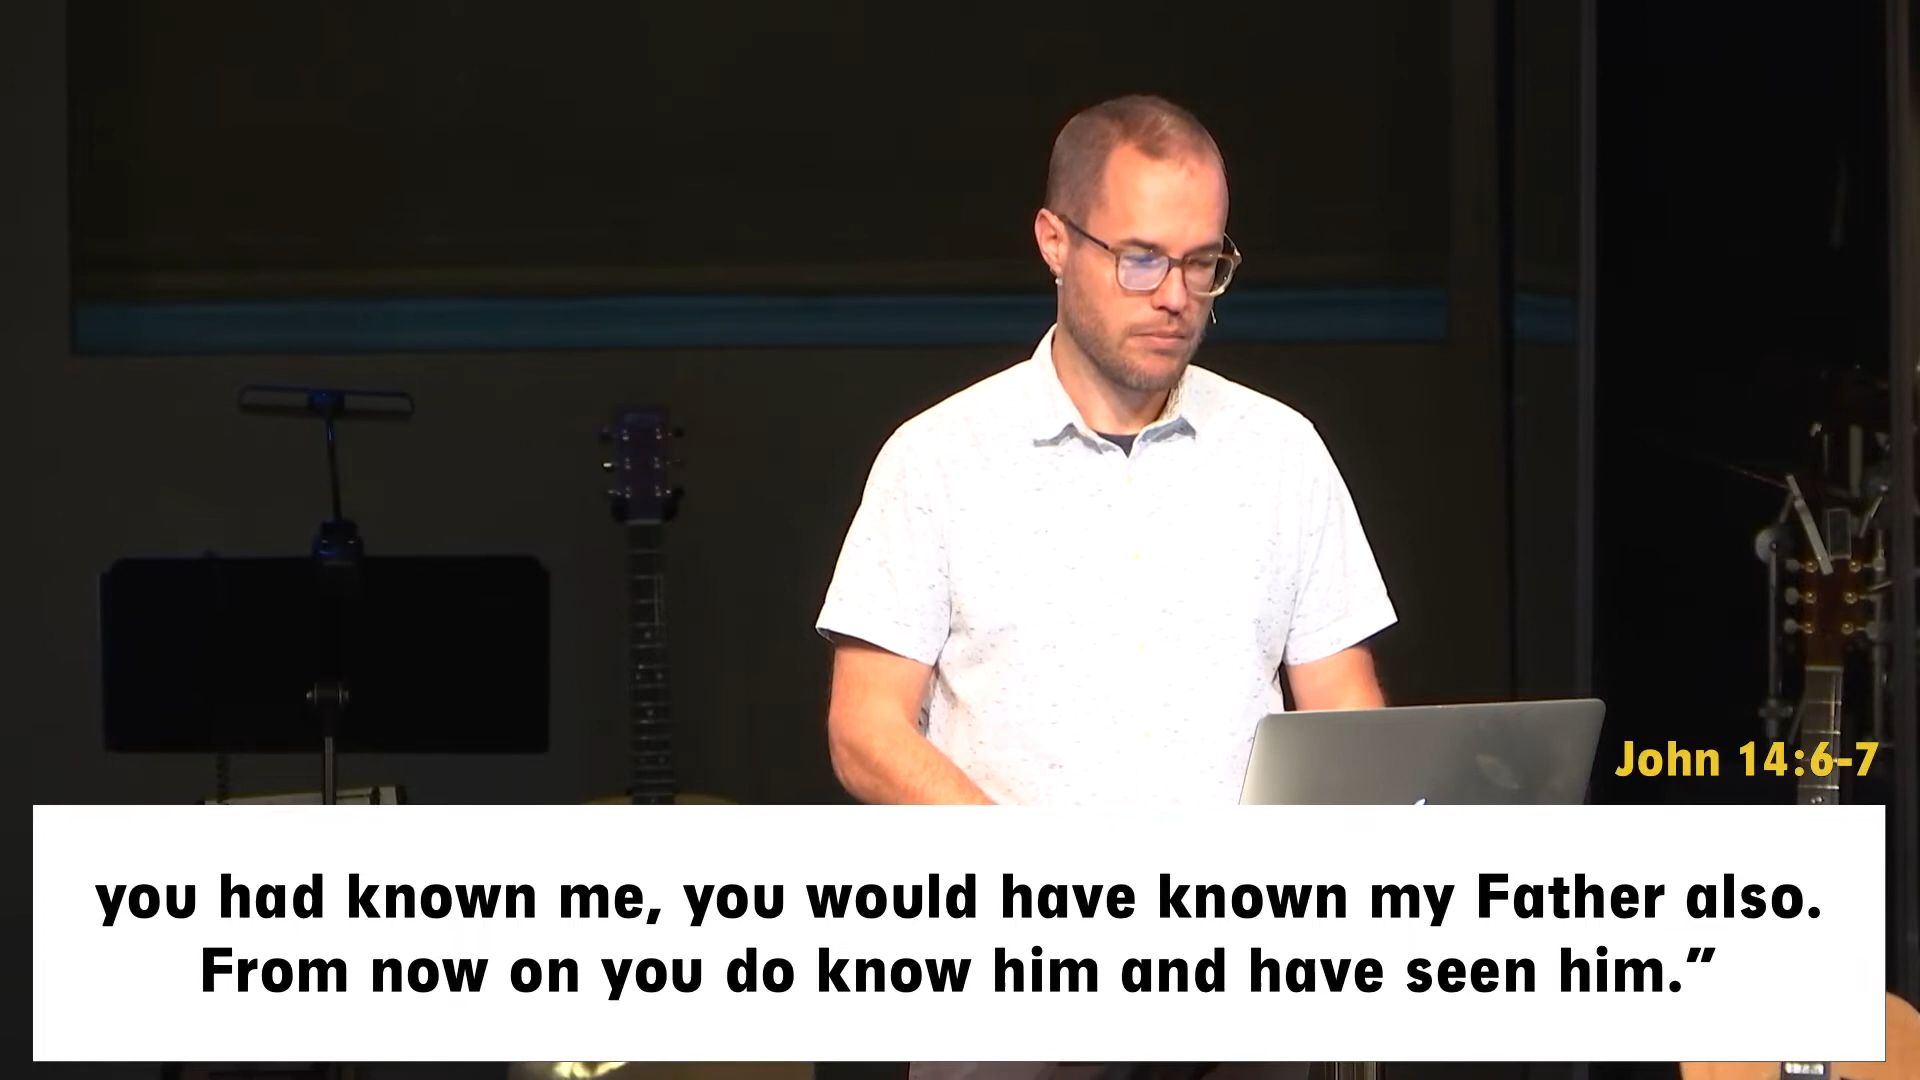 John 14:6-7
you had known me, you would have known my Father also.
From now on you do know him and have seen him.”